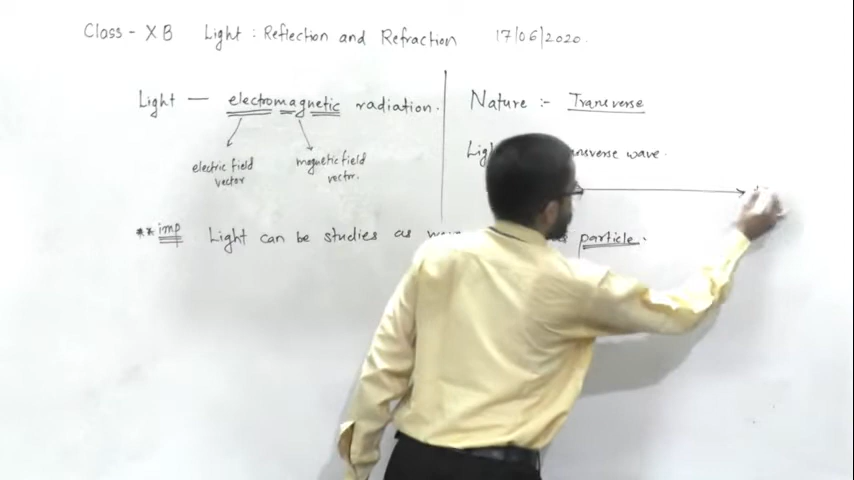 Class - X B Light : Reflection and Refraction 17/06/2020.
Light — electromagnetic radiation.
electric field vector
magnetic field vector.
** imp Light can be studies as particle.
Nature :- Transverse
wave.